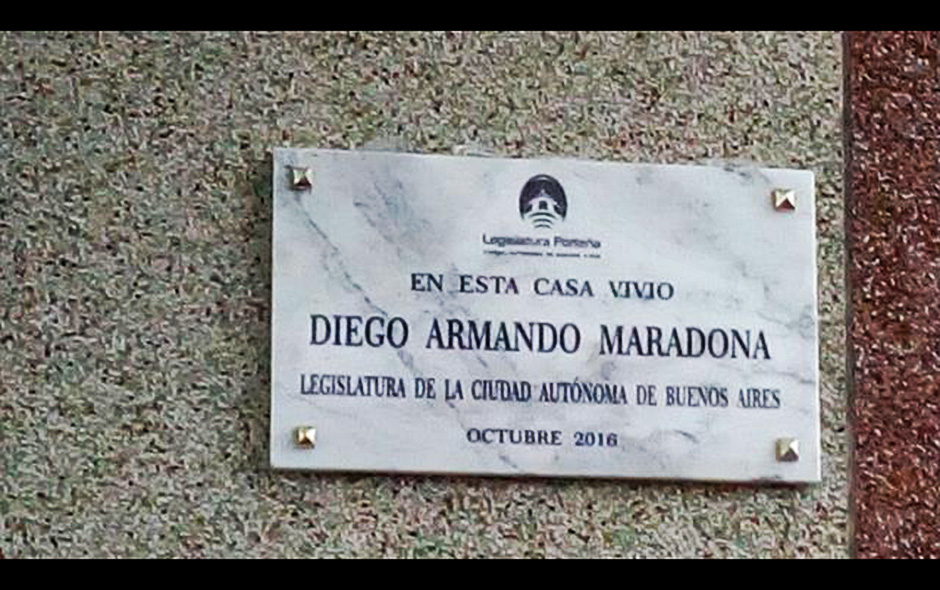 Legislatura Porteña
EN ESTA CASA VIVIO
DIEGO ARMANDO MARADONA
LEGISLATURA DE LA CIUDAD AUTÓNOMA DE BUENOS AIRES
OCTUBRE 2016